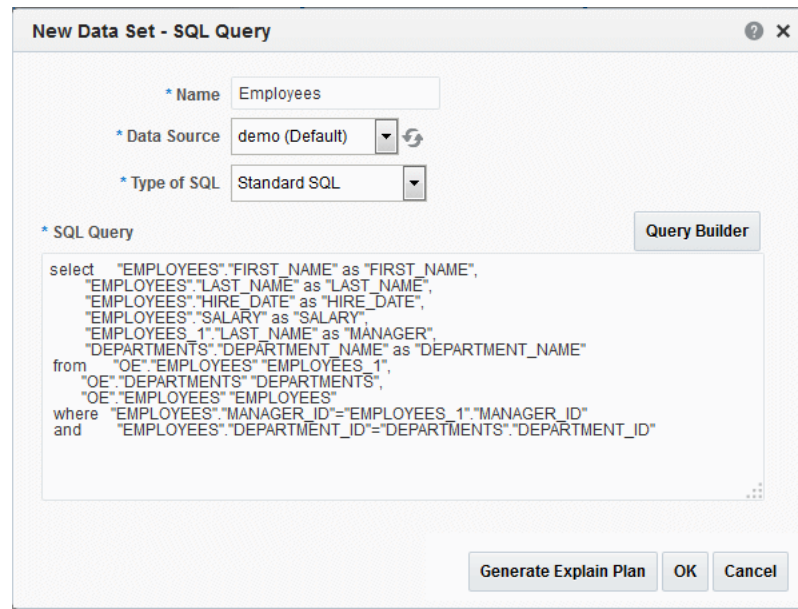 New Data Set - SQL Query
* Name Employees
* Data Source demo (Default)
* Type of SQL Standard SQL
* SQL Query Query Builder
select "EMPLOYEES"."FIRST_NAME" as "FIRST_NAME",
"EMPLOYEES"."LAST_NAME" as "LAST_NAME",
"EMPLOYEES"."HIRE_DATE" as "HIRE_DATE",
"EMPLOYEES"."SALARY" as "SALARY",
"EMPLOYEES_1"."LAST_NAME" as "MANAGER",
"DEPARTMENTS"."DEPARTMENT_NAME" as "DEPARTMENT_NAME"
from "OE"."EMPLOYEES" "EMPLOYEES_1",
"OE"."DEPARTMENTS" "DEPARTMENTS",
"OE"."EMPLOYEES" "EMPLOYEES"
where "EMPLOYEES"."MANAGER_ID"="EMPLOYEES_1"."MANAGER_ID"
and "EMPLOYEES"."DEPARTMENT_ID"="DEPARTMENTS"."DEPARTMENT_ID"
Generate Explain Plan OK Cancel